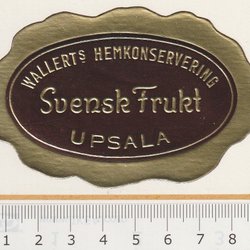 WALLERTS HEMKONSERVERING
Svensk Frukt
UPSALA
1 2 3 4 5 6 7 8